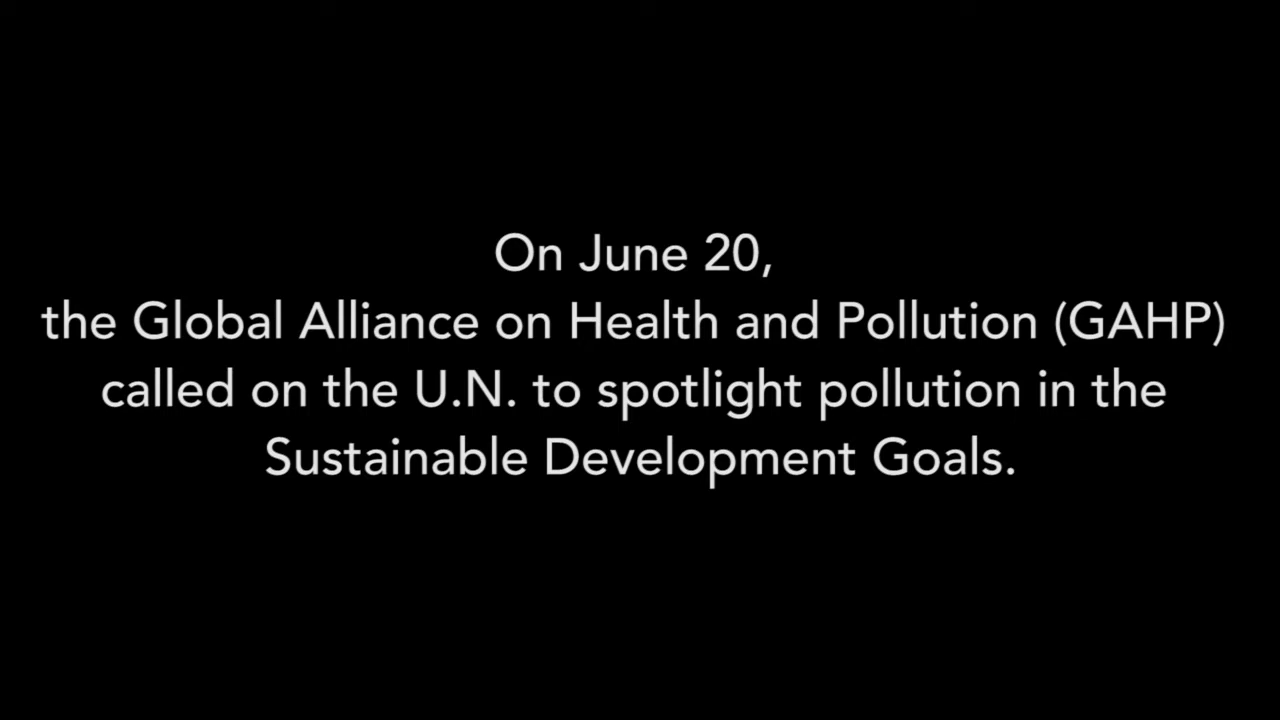 On June 20,
the Global Alliance on Health and Pollution (GAHP)
called on the U.N. to spotlight pollution in the
Sustainable Development Goals.